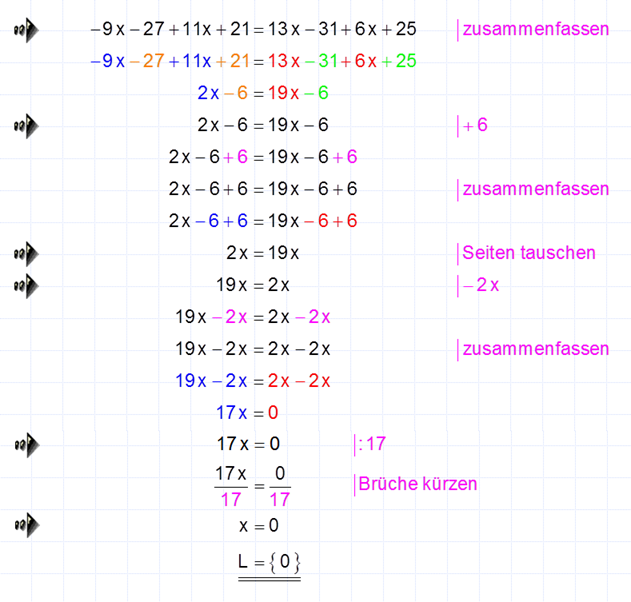 −9x−27+11x+21=13x−31+6x+25 |zusammenfassen
−9x−27+11x+21=13x−31+6x+25
2x−6=19x−6
2x−6=19x−6 |+6
2x−6+6=19x−6+6
2x−6+6=19x−6+6 |zusammenfassen
2x−6+6=19x−6+6
2x=19x |Seiten tauschen
19x=2x |−2x
19x−2x=2x−2x
19x−2x=2x−2x |zusammenfassen
19x−2x=2x−2x
17x=0
17x=0 |:17
17x/17=0/17 |Brüche kürzen
x=0
L={0}